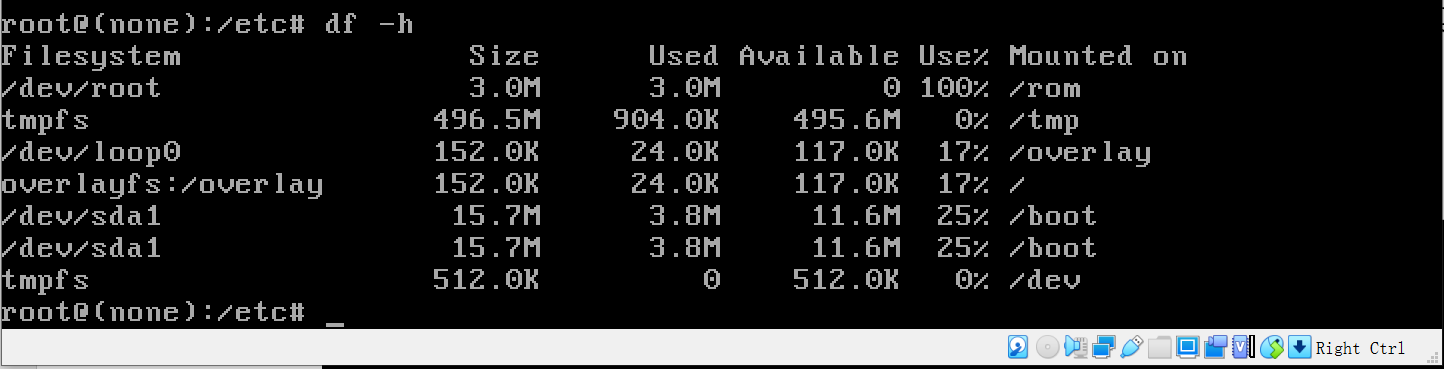 root@(none):/etc# df -h
Filesystem                Size      Used Available Use% Mounted on
/dev/root                 3.0M      3.0M         0 100% /rom
tmpfs                   496.5M    904.0K    495.6M   0% /tmp
/dev/loop0              152.0K     24.0K    117.0K  17% /overlay
overlayfs:/overlay      152.0K     24.0K    117.0K  17% /
/dev/sda1                15.7M      3.8M     11.6M  25% /boot
/dev/sda1                15.7M      3.8M     11.6M  25% /boot
tmpfs                   512.0K         0    512.0K   0% /dev
root@(none):/etc# _
Right Ctrl